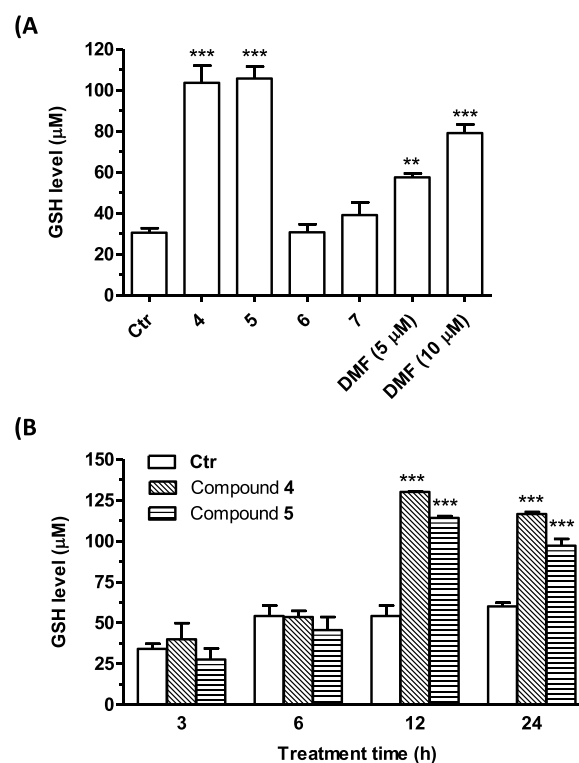 (A
120
100
80
60
40
20
0
GSH level (μM)
*** *** ** ***
Ctr 4 5 6 7 DMF (5 μM) DMF (10 μM)
(B
150
125
100
75
50
25
0
GSH level (μM)
Ctr
Compound 4
Compound 5
*** *** *** ***
3 6 12 24
Treatment time (h)